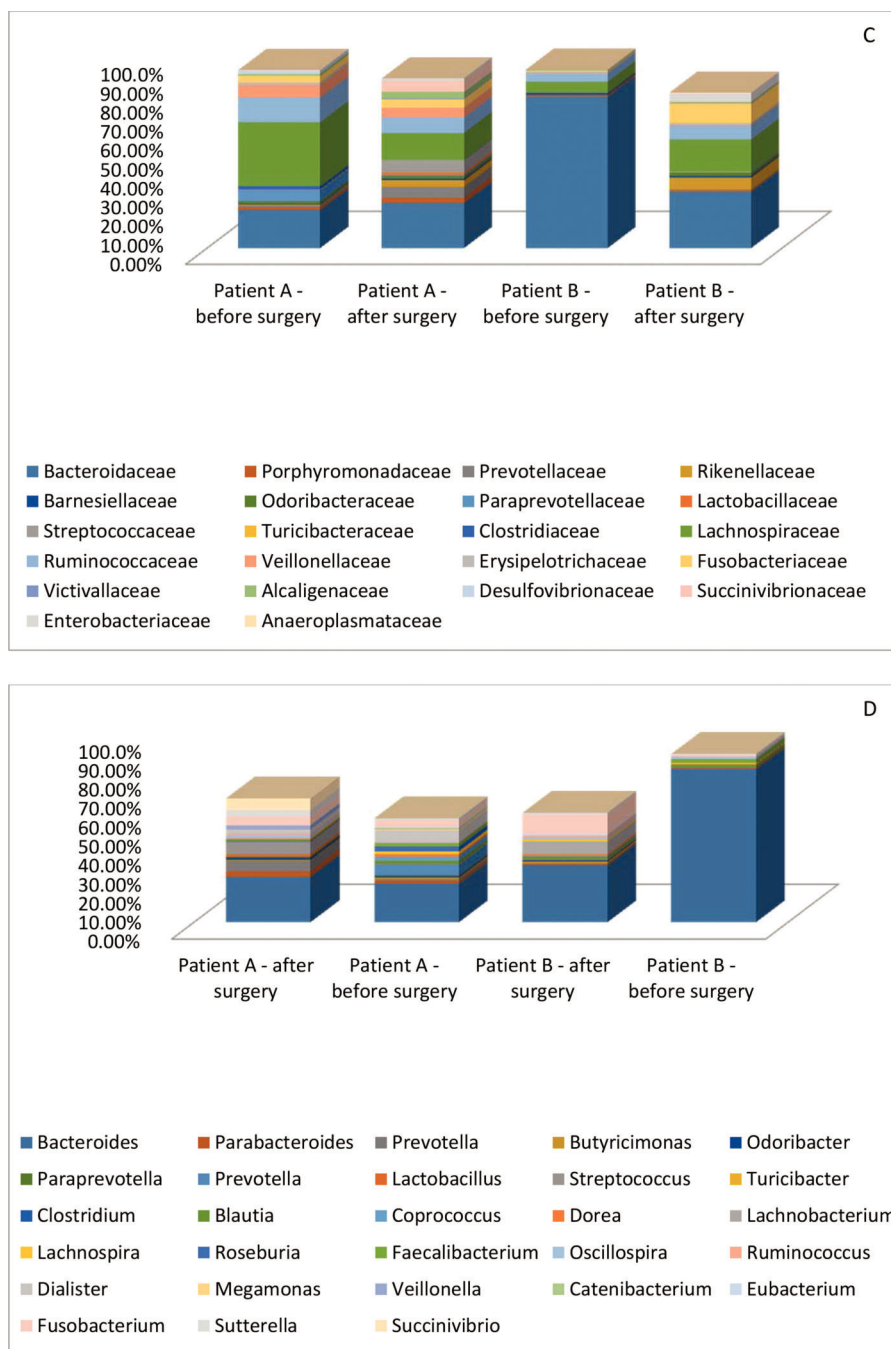 C
100.0%
90.00%
80.00%
70.00%
60.00%
50.00%
40.00%
30.00%
20.00%
10.00%
0.00%
Patient A - before surgery
Patient A - after surgery
Patient B - before surgery
Patient B - after surgery
Bacteroidaceae Porphyromonadaceae Prevotellaceae Rikenellaceae
Barnesiellaceae Odoribacteraceae Paraprevotellaceae Lactobacillaceae
Streptococcaceae Turicibacteraceae Clostridiaceae Lachnospiraceae
Ruminococcaceae Veillonellaceae Erysipelotrichaceae Fusobacteriaceae
Victivallaceae Alcaligenaceae Desulfovibrionaceae Succinivibrionaceae
Enterobacteriaceae Anaeroplasmataceae
D
100.0%
90.00%
80.00%
70.00%
60.00%
50.00%
40.00%
30.00%
20.00%
10.00%
0.00%
Patient A - after surgery
Patient A - before surgery
Patient B - after surgery
Patient B - before surgery
Bacteroides Parabacteroides Prevotella Butyricimonas Odoribacter
Paraprevotella Prevotella Lactobacillus Streptococcus Turicibacter
Clostridium Blautia Coprococcus Dorea Lachnobacterium
Lachnospira Roseburia Faecalibacterium Oscillospira Ruminococcus
Dialister Megamonas Veillonella Catenibacterium Eubacterium
Fusobacterium Sutterella Succinivibrio